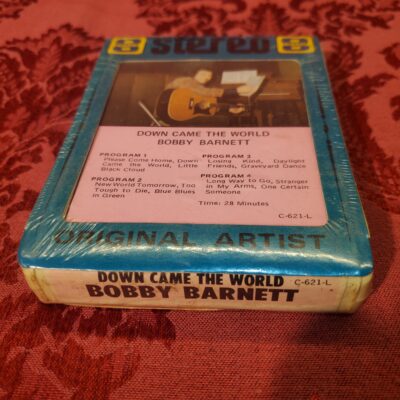 stereo
DOWN CAME THE WORLD
BOBBY BARNETT
PROGRAM 1
Please Come Home, Down
Came the World,
Black Cloud
PROGRAM 2
New World Tomorrow, Too
Tough to Die, Blue Blues
in Green
PROGRAM 3
Losing Kind, Daylight
Little Friends, Graveyard Dance
PROGRAM 4
Long Way to Go, Stranger
in My Arms, One Certain
Someone
Time: 28 Minutes
C-621-L
ORIGINAL ARTIST
DOWN CAME THE WORLD C-621-L
BOBBY BARNETT